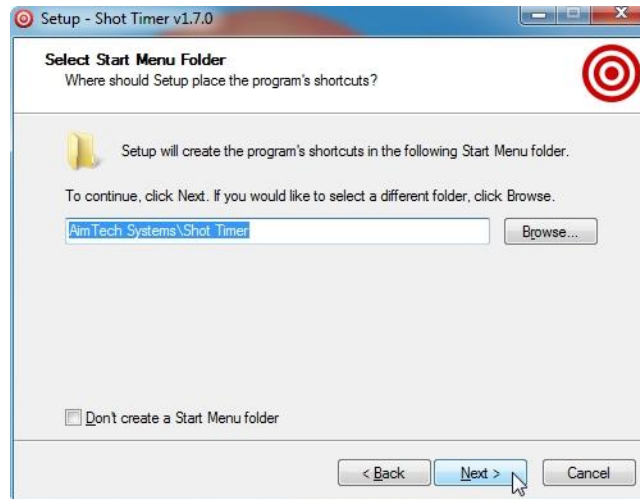 Setup - Shot Timer v1.7.0
Select Start Menu Folder
Where should Setup place the program's shortcuts?
Setup will create the program's shortcuts in the following Start Menu folder.
To continue, click Next. If you would like to select a different folder, click Browse.
AimTech Systems\Shot Timer
Browse...
Don't create a Start Menu folder
< Back
Next >
Cancel